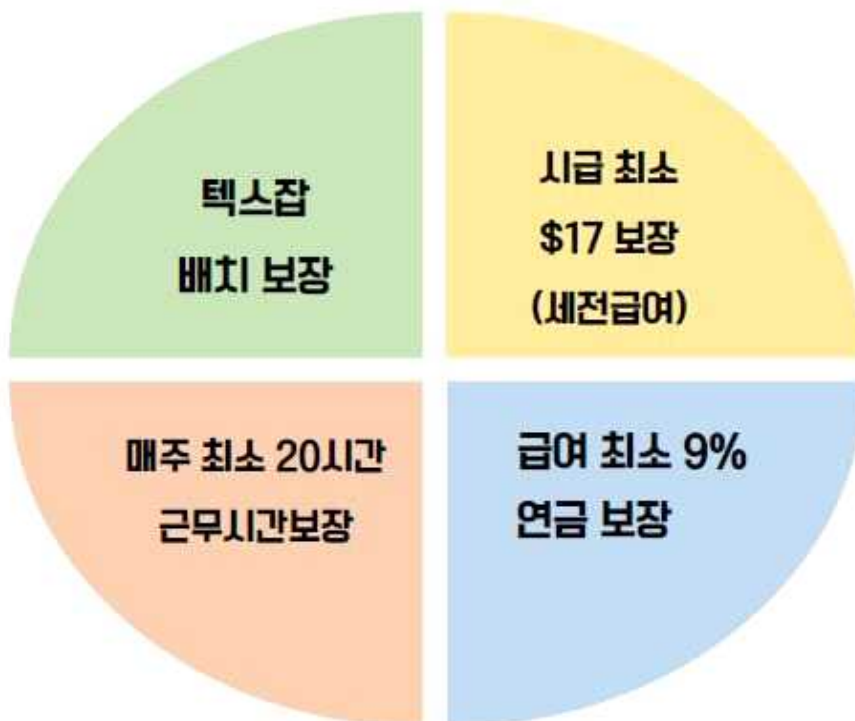 텍스잡
배치 보장
시급 최소
$17 보장
(세전급여)
매주 최소 20시간
근무시간보장
급여 최소 9%
연금 보장